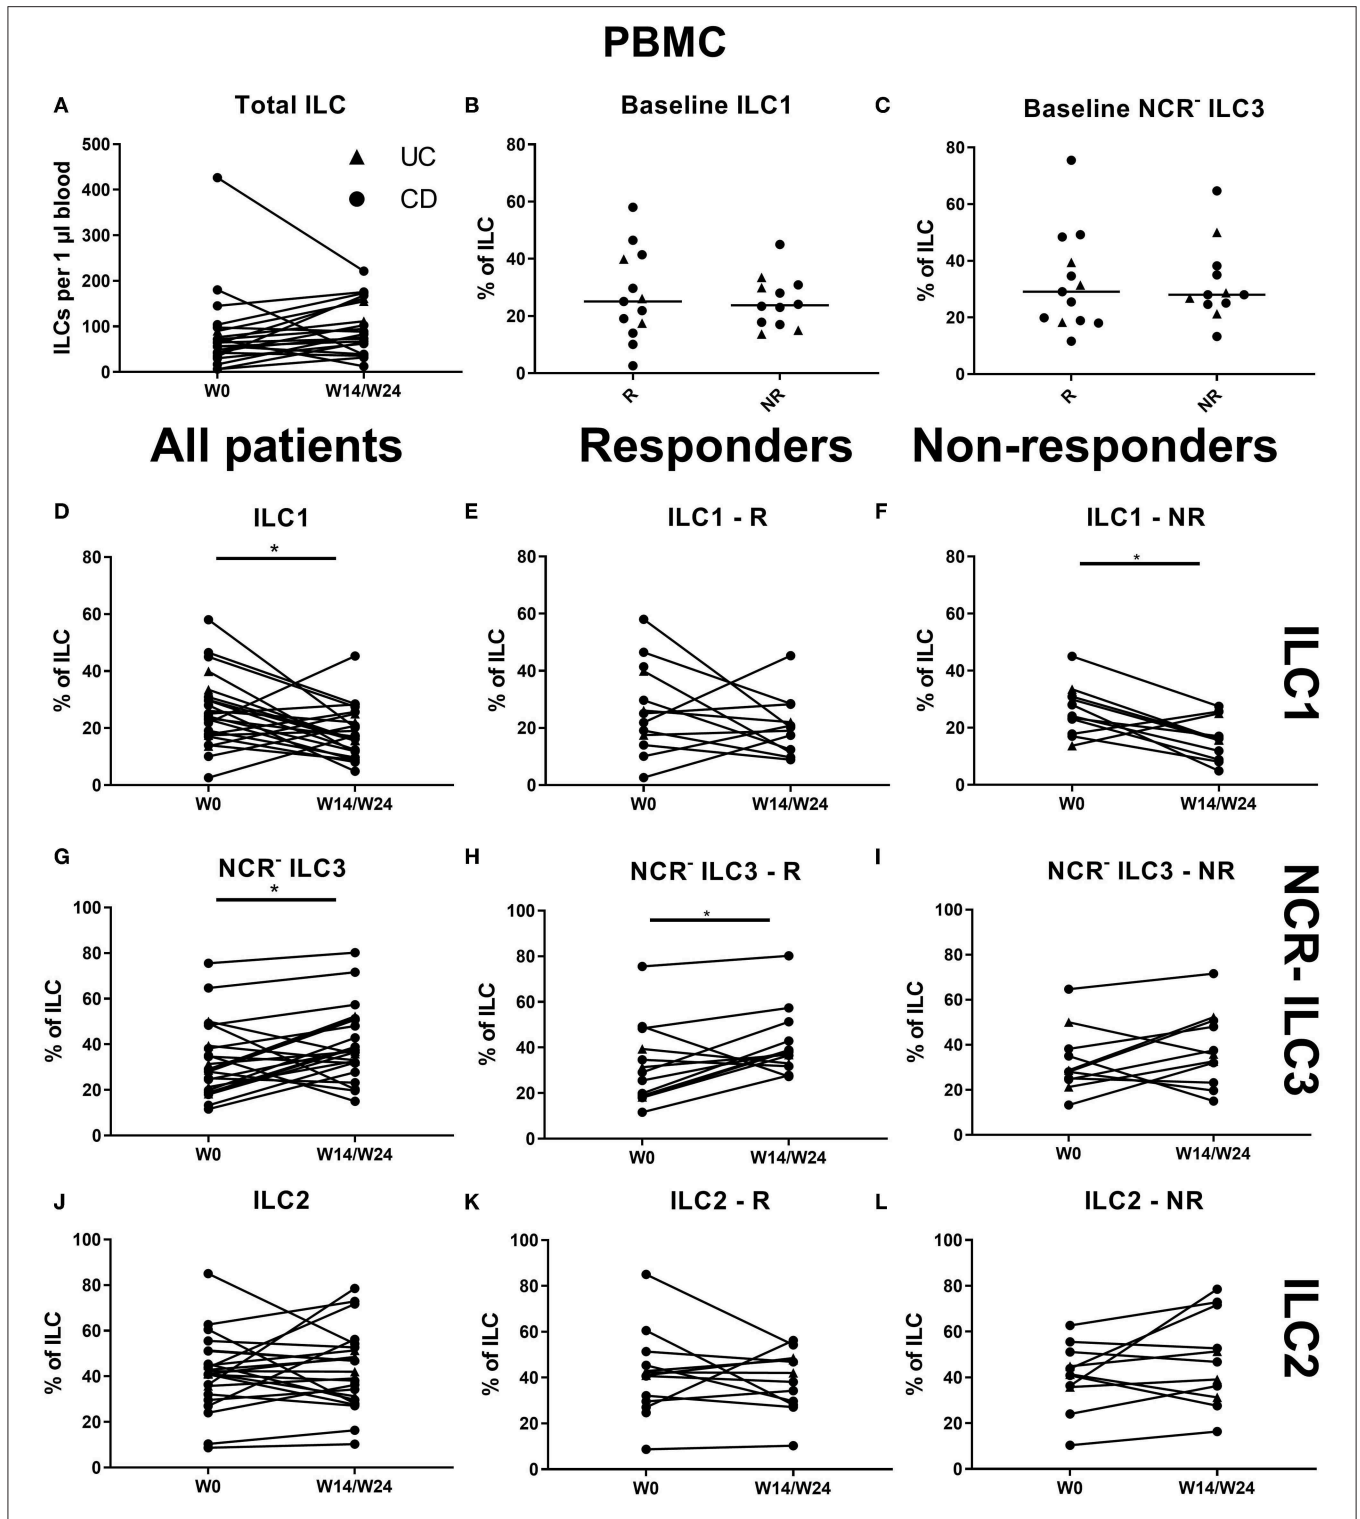 PBMC
A
Total ILC
ILCs per 1 µl blood
500
400
300
200
100
0
W0
W14/W24
UC
CD
B
Baseline ILC1
% of ILC
80
60
40
20
0
R
NR
C
Baseline NCR⁻ ILC3
% of ILC
80
60
40
20
0
R
NR
All patients
Responders
Non-responders
D
ILC1
*
% of ILC
80
60
40
20
0
W0
W14/W24
E
ILC1 - R
% of ILC
80
60
40
20
0
W0
W14/W24
F
ILC1 - NR
*
% of ILC
80
60
40
20
0
W0
W14/W24
ILC1
G
NCR⁻ ILC3
*
% of ILC
100
80
60
40
20
0
W0
W14/W24
H
NCR⁻ ILC3 - R
*
% of ILC
100
80
60
40
20
0
W0
W14/W24
I
NCR⁻ ILC3 - NR
% of ILC
100
80
60
40
20
0
W0
W14/W24
NCR- ILC3
J
ILC2
% of ILC
100
80
60
40
20
0
W0
W14/W24
K
ILC2 - R
% of ILC
100
80
60
40
20
0
W0
W14/W24
L
ILC2 - NR
% of ILC
100
80
60
40
20
0
W0
W14/W24
ILC2